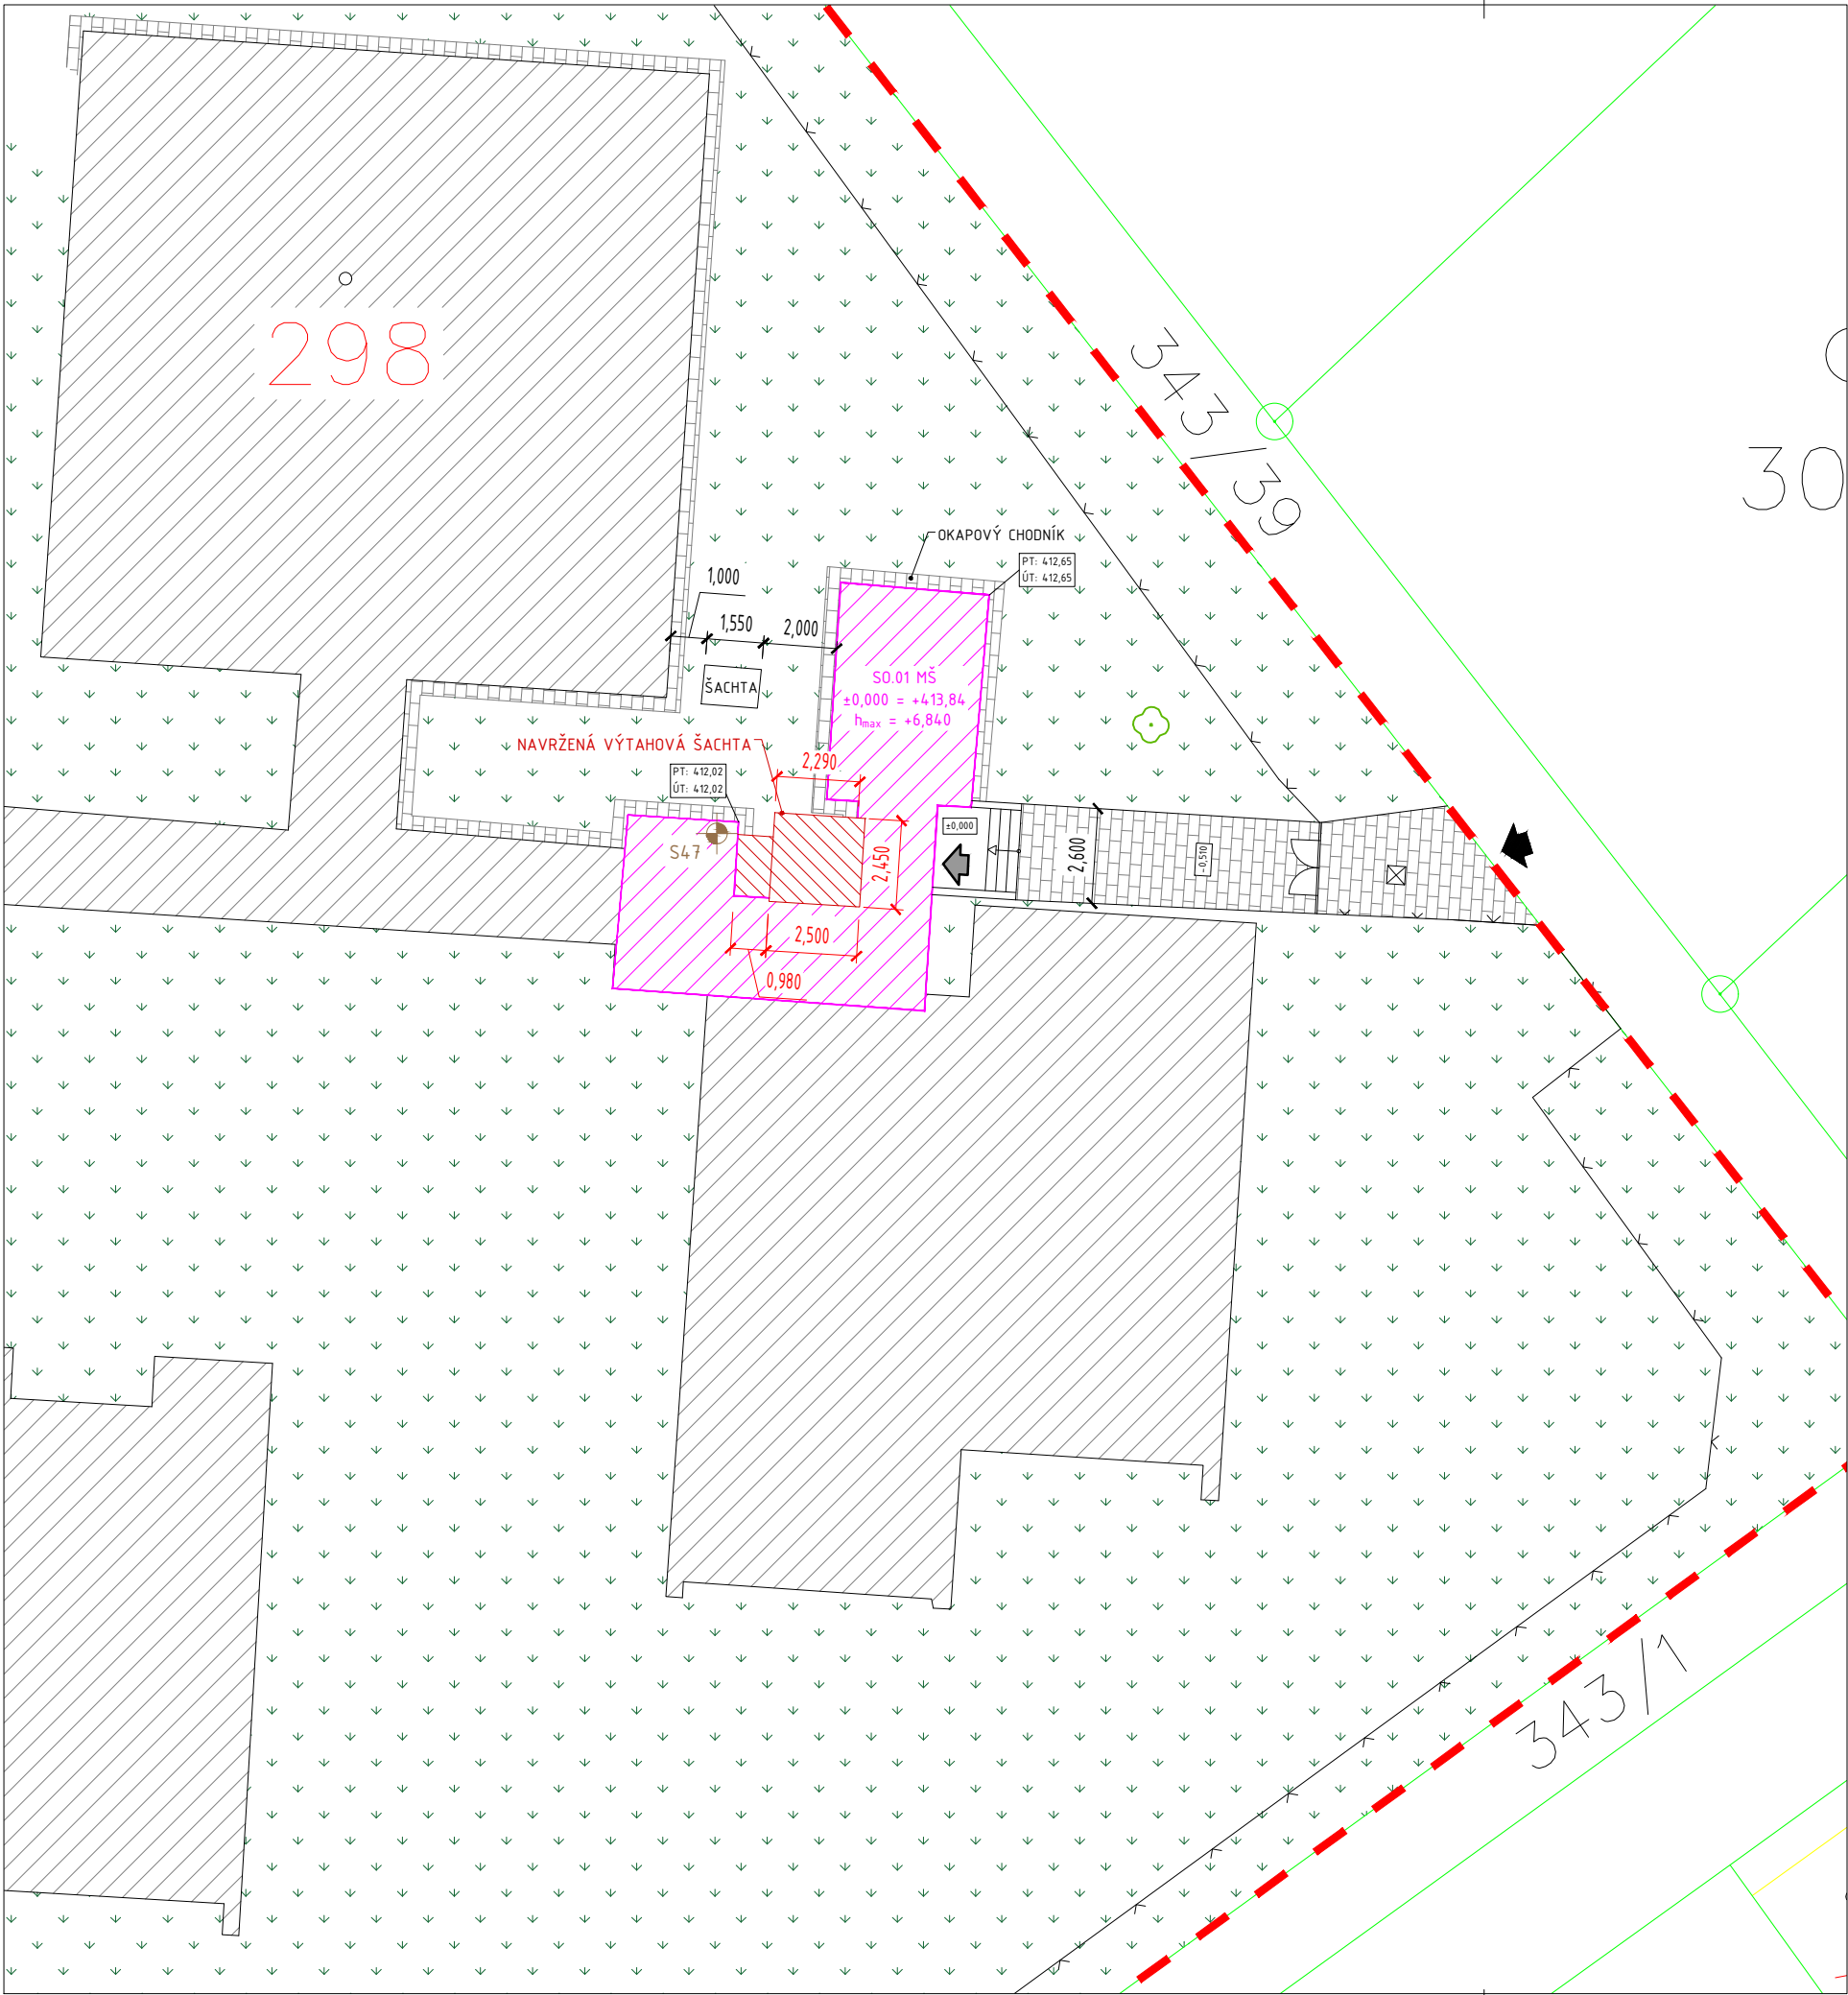 298
343/39
30
OKAPOVÝ CHODNÍK
PT: 412,65
ÚT: 412,65
1,000
1,550
2,000
ŠACHTA
SO.01 MŠ
±0,000 = +413,84
hmax = +6,840
NAVRŽENÁ VÝTAHOVÁ ŠACHTA
2,290
PT: 412,02
ÚT: 412,02
±0,000
S47
2,450
2,600
-0,510
2,500
0,980
343/1